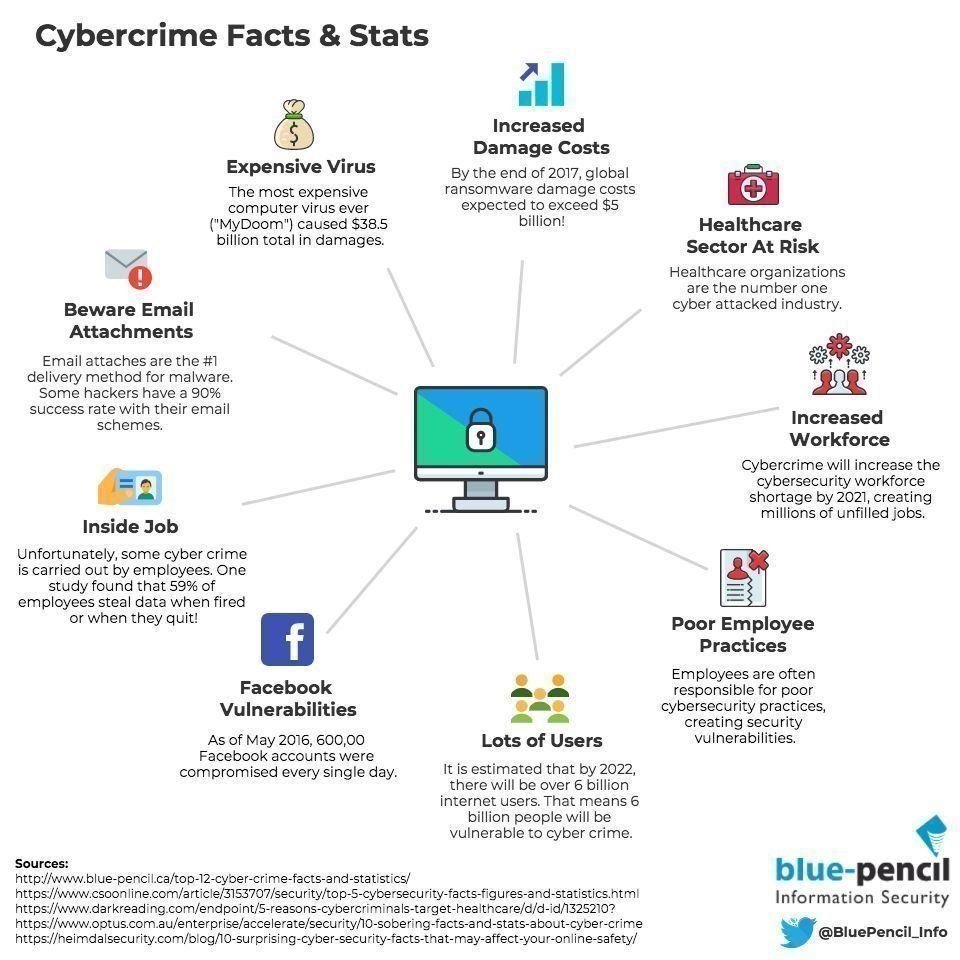 Cybercrime Facts & Stats
Increased
Damage Costs
By the end of 2017, global
ransomware damage costs
expected to exceed $5
billion!
Expensive Virus
The most expensive
computer virus ever
("MyDoom") caused $38.5
billion total in damages.
Healthcare
Sector At Risk
Healthcare organizations
are the number one
cyber attacked industry.
Beware Email
Attachments
Email attaches are the #1
delivery method for malware.
Some hackers have a 90%
success rate with their email
schemes.
Increased
Workforce
Cybercrime will increase the
cybersecurity workforce
shortage by 2021, creating
millions of unfilled jobs.
Inside Job
Unfortunately, some cyber crime
is carried out by employees. One
study found that 59% of
employees steal data when fired
or when they quit!
Poor Employee
Practices
Employees are often
responsible for poor
cybersecurity practices,
creating security
vulnerabilities.
f
Facebook
Vulnerabilities
As of May 2016, 600,00
Facebook accounts were
compromised every single day.
Lots of Users
It is estimated that by 2022,
there will be over 6 billion
internet users. That means 6
billion people will be
vulnerable to cyber crime.
Sources:
http://www.blue-pencil.ca/top-12-cyber-crime-facts-and-statistics/
https://www.csoonline.com/article/3153707/security/top-5-cybersecurity-facts-figures-and-statistics.html
https://www.darkreading.com/endpoint/5-reasons-cybercriminals-target-healthcare/d/d-id/1325210?
https://www.optus.com.au/enterprise/accelerate/security/10-sobering-facts-and-stats-about-cyber-crime
https://heimdalsecurity.com/blog/10-surprising-cyber-security-facts-that-may-affect-your-online-safety/
blue-pencil
Information Security
@BluePencil_Info